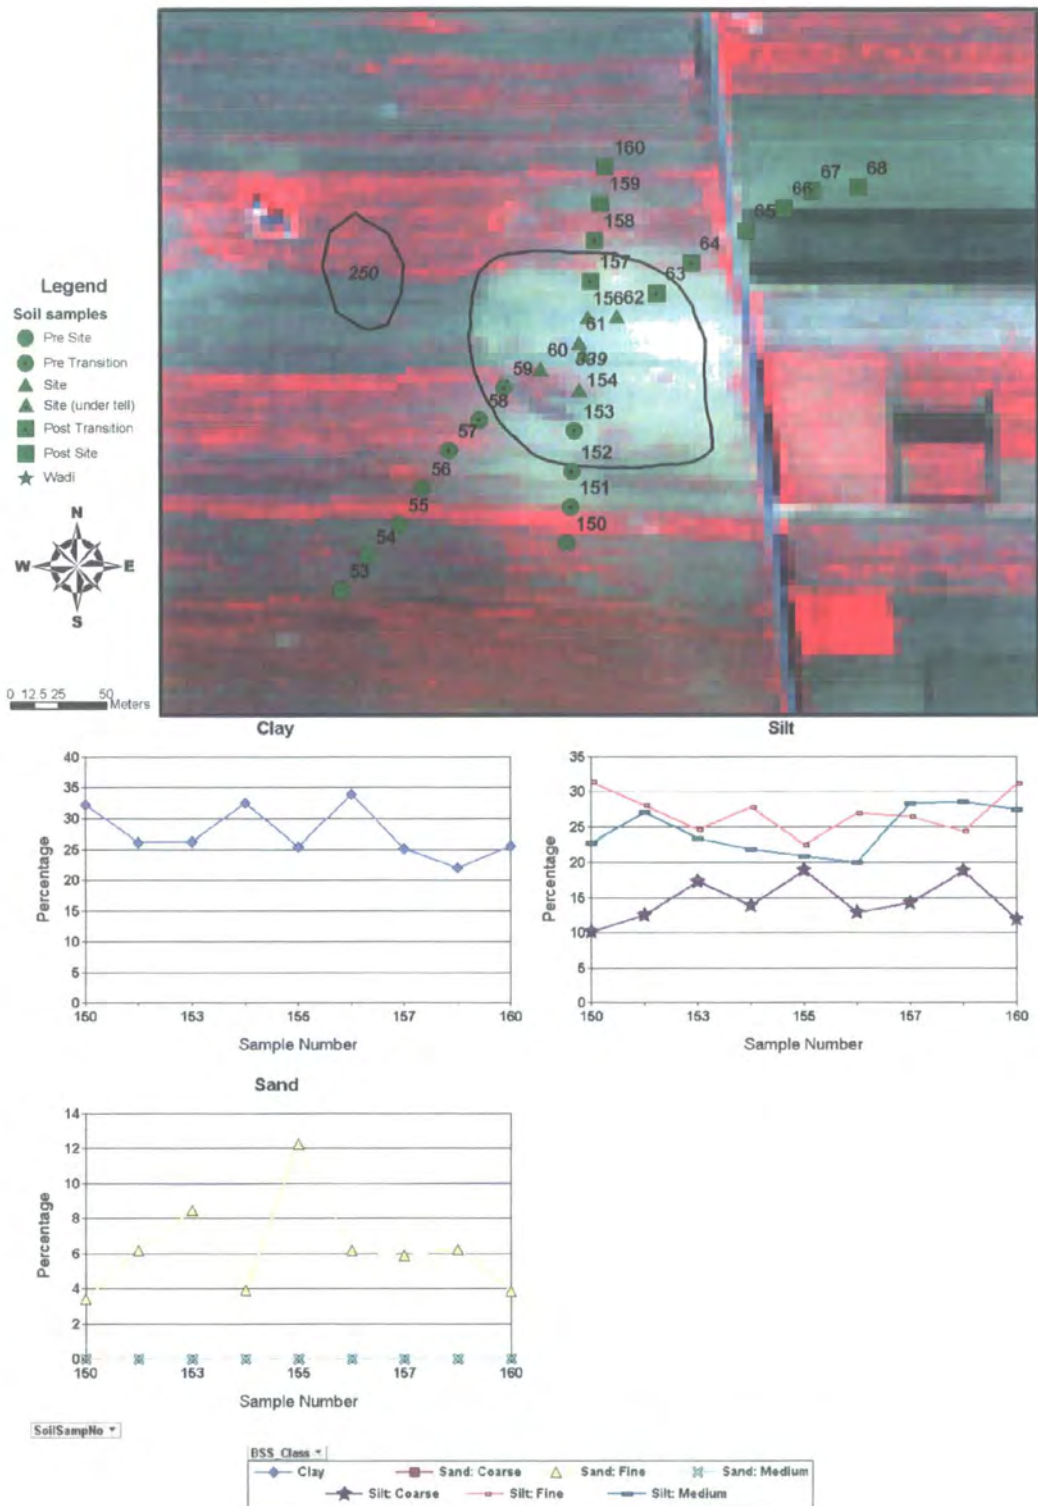 160
159
158
157
156
62
61
60
59
58
57
56
55
54
53
63
64
65
66
67
68
154
153
152
151
150
250
Legend
Soil samples
Pre Site
Pre Transition
Site
Site (under tell)
Post Transition
Post Site
Wadi
N
W
E
S
0 12.5 25 50
Meters
Clay
40
35
30
25
20
15
10
5
0
Percentage
150 153 155 157 160
Sample Number
Silt
35
30
25
20
15
10
5
0
Percentage
150 153 155 157 160
Sample Number
Sand
14
12
10
8
6
4
2
0
Percentage
150 153 155 157 160
Sample Number
SoilSampNo
BSS_Class
Clay Sand: Coarse Sand: Fine Sand: Medium
Silt: Coarse Silt: Fine Silt: Medium